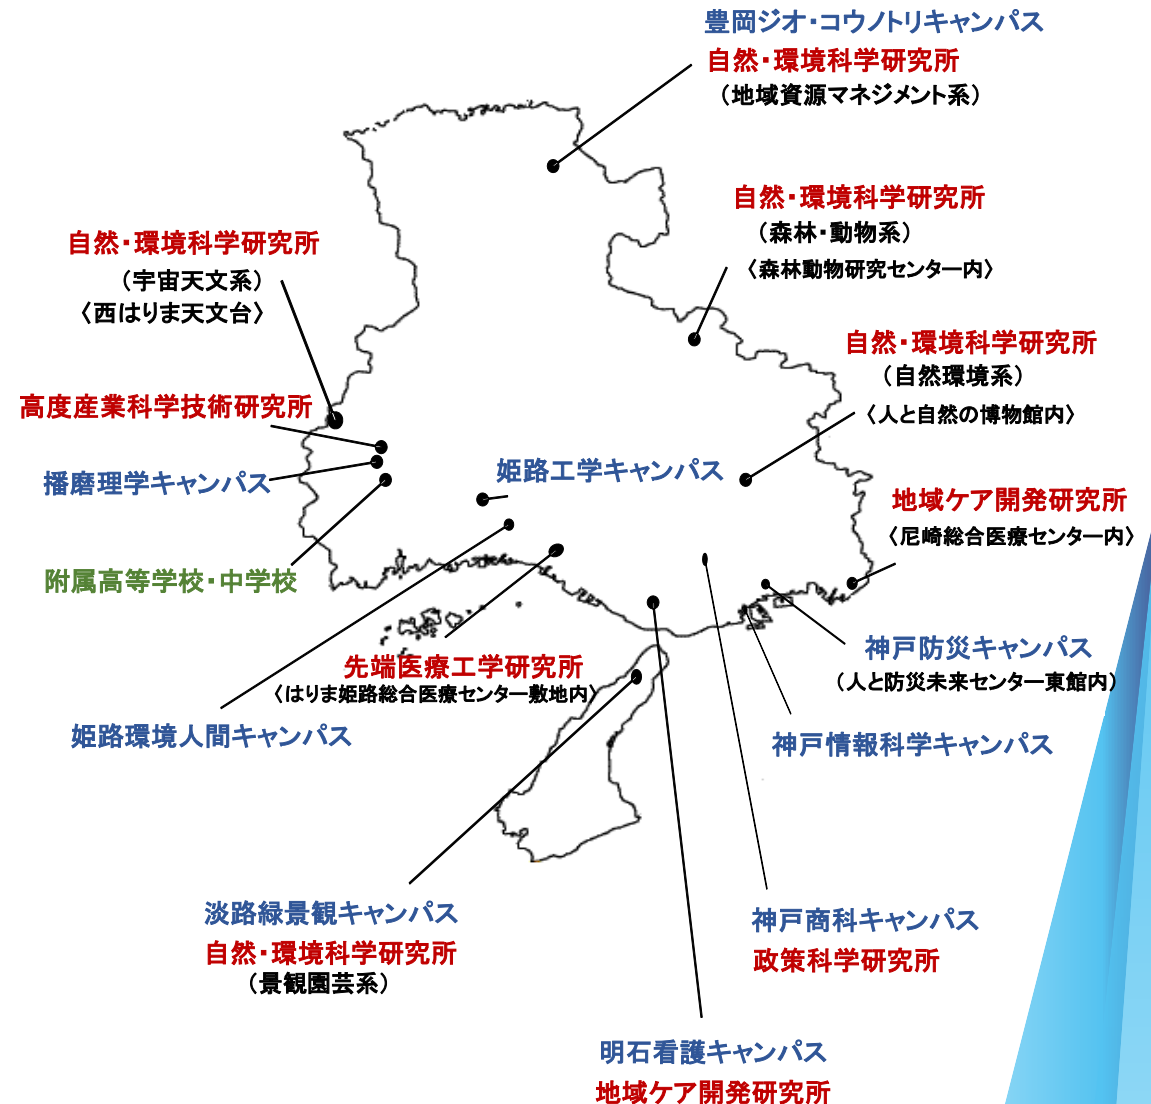 豊岡ジオ・コウノトリキャンパス
自然・環境科学研究所
（地域資源マネジメント系）
自然・環境科学研究所
（森林・動物系）
〈森林動物研究センター内〉
自然・環境科学研究所
（宇宙天文系）
〈西はりま天文台〉
自然・環境科学研究所
（自然環境系）
〈人と自然の博物館内〉
高度産業科学技術研究所
播磨理学キャンパス
姫路工学キャンパス
地域ケア開発研究所
〈尼崎総合医療センター内〉
附属高等学校・中学校
先端医療工学研究所
〈はりま姫路総合医療センター敷地内〉
神戸防災キャンパス
（人と防災未来センター東館内）
姫路環境人間キャンパス
神戸情報科学キャンパス
淡路緑景観キャンパス
自然・環境科学研究所
（景観園芸系）
神戸商科キャンパス
政策科学研究所
明石看護キャンパス
地域ケア開発研究所